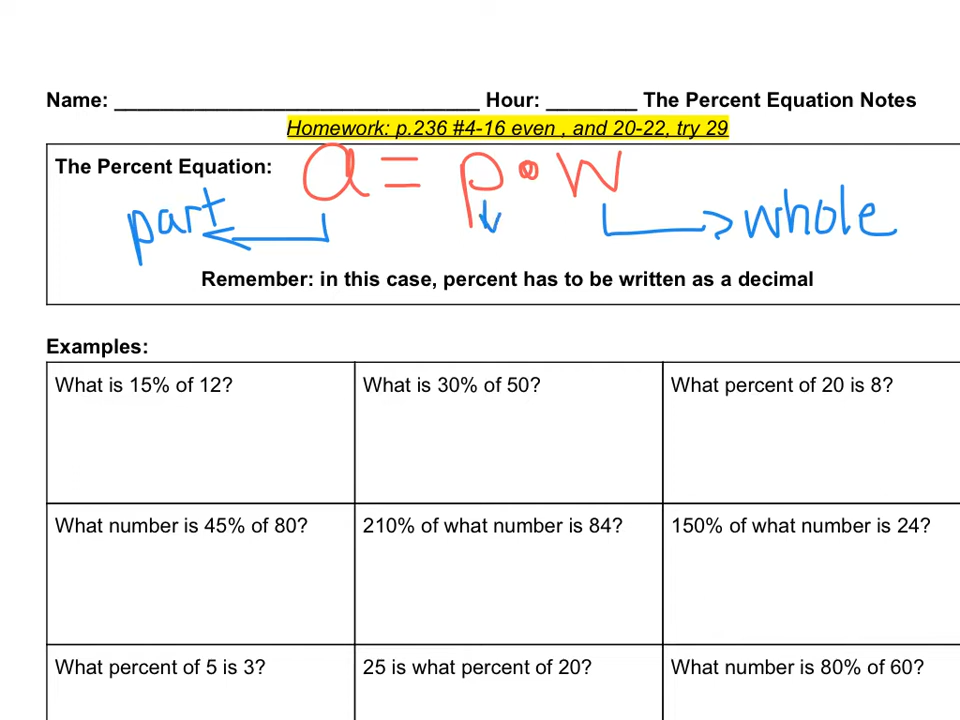 Name: _________________________________ Hour: ________ The Percent Equation Notes
Homework: p.236 #4-16 even , and 20-22, try 29
The Percent Equation: a = p • w
part whole
Remember: in this case, percent has to be written as a decimal
Examples:
What is 15% of 12? What is 30% of 50? What percent of 20 is 8?
What number is 45% of 80? 210% of what number is 84? 150% of what number is 24?
What percent of 5 is 3? 25 is what percent of 20? What number is 80% of 60?